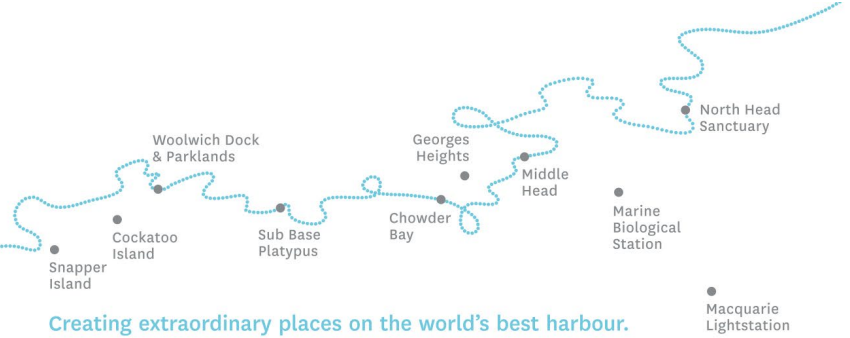 North Head
Sanctuary
Woolwich Dock
& Parklands
Georges
Heights
Middle
Head
Marine
Biological
Station
Chowder
Bay
Sub Base
Platypus
Cockatoo
Island
Snapper
Island
Macquarie
Lightstation
Creating extraordinary places on the world's best harbour.